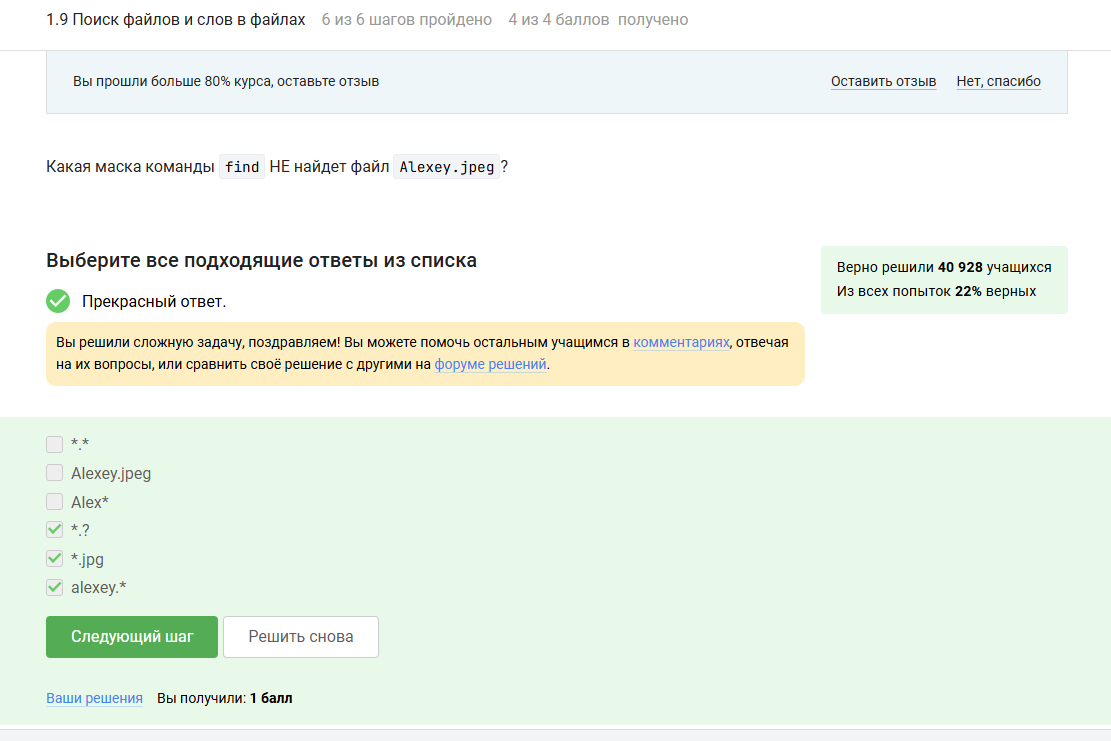 1.9 Поиск файлов и слов в файлах 6 из 6 шагов пройдено 4 из 4 баллов получено
Вы прошли больше 80% курса, оставьте отзыв Оставить отзыв Нет, спасибо
Какая маска команды find НЕ найдет файл Alexey.jpeg?
Выберите все подходящие ответы из списка
Верно решили 40 928 учащихся
Из всех попыток 22% верных
Прекрасный ответ.
Вы решили сложную задачу, поздравляем! Вы можете помочь остальным учащимся в комментариях, отвечая
на их вопросы, или сравнить своё решение с другими на форуме решений.
*.*
Alexey.jpeg
Alex*
*.?
*.jpg
alexey.*
Следующий шаг Решить снова
Ваши решения Вы получили: 1 балл